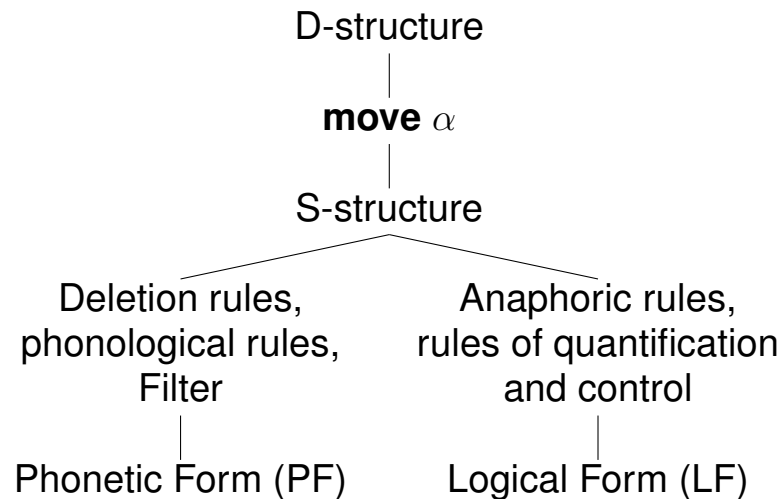 D-structure
move α
S-structure
Deletion rules,
phonological rules,
Filter
Anaphoric rules,
rules of quantification
and control
Phonetic Form (PF)
Logical Form (LF)